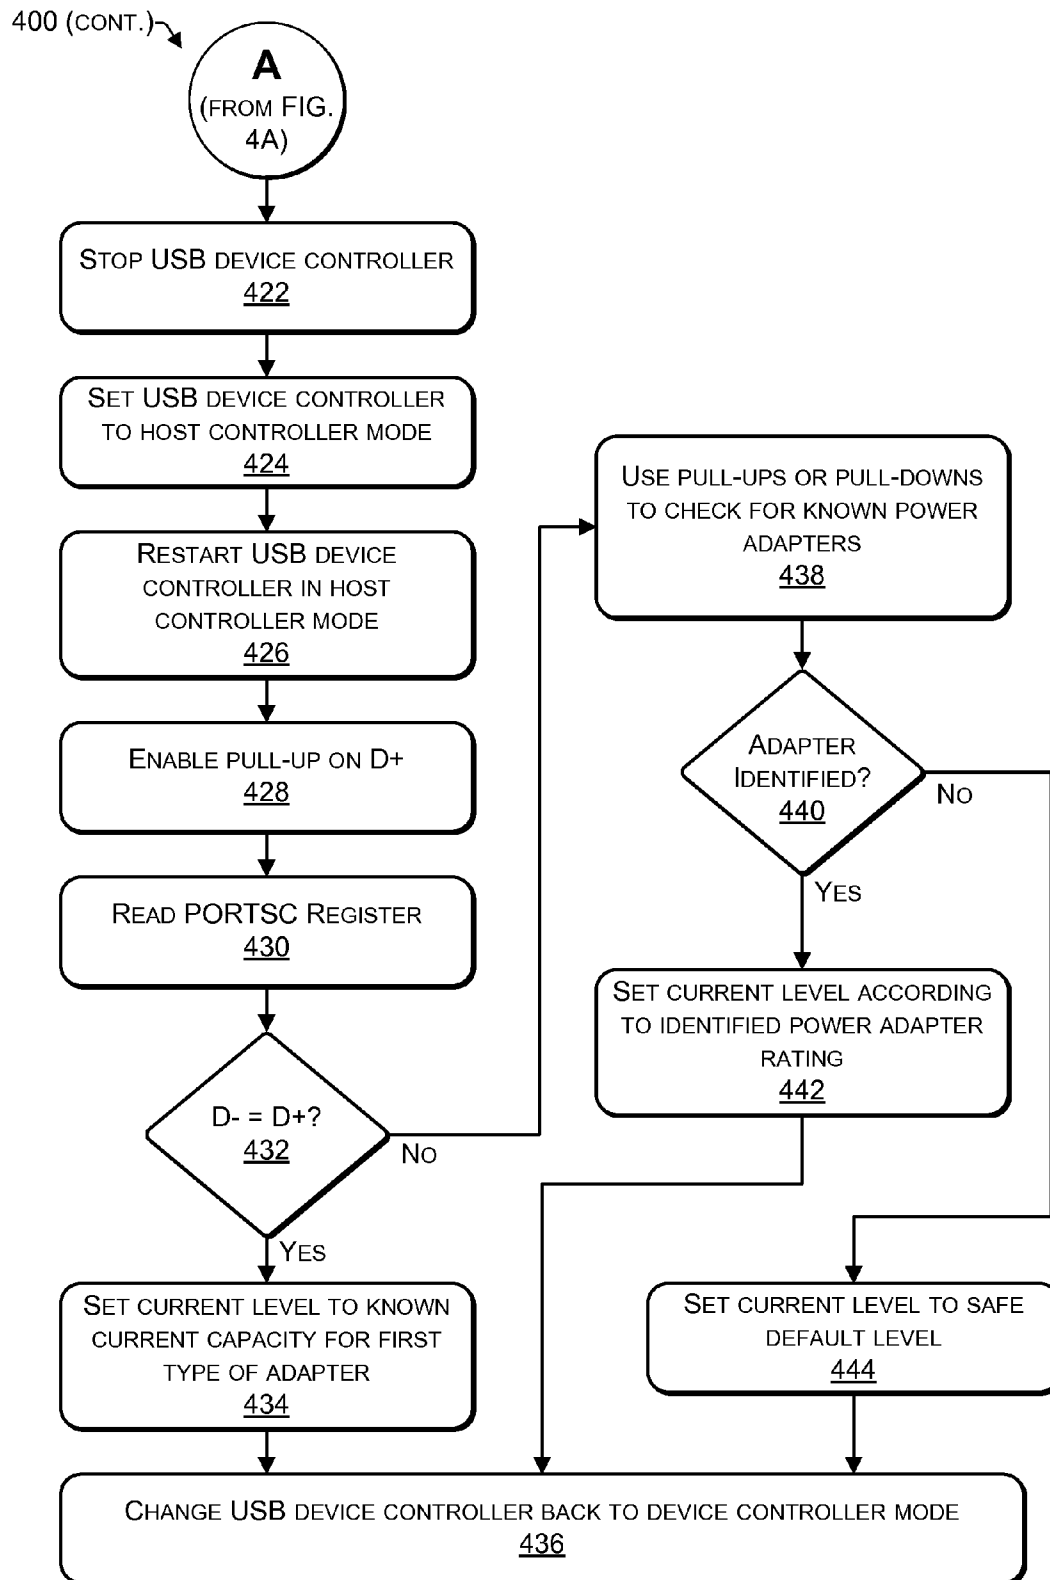 400 (CONT.)
A
(FROM FIG.
4A)
STOP USB DEVICE CONTROLLER
422
SET USB DEVICE CONTROLLER
TO HOST CONTROLLER MODE
424
RESTART USB DEVICE
CONTROLLER IN HOST
CONTROLLER MODE
426
ENABLE PULL-UP ON D+
428
READ PORTSC REGISTER
430
D- = D+?
432
NO
YES
SET CURRENT LEVEL TO KNOWN
CURRENT CAPACITY FOR FIRST
TYPE OF ADAPTER
434
USE PULL-UPS OR PULL-DOWNS
TO CHECK FOR KNOWN POWER
ADAPTERS
438
ADAPTER
IDENTIFIED?
440
NO
YES
SET CURRENT LEVEL ACCORDING
TO IDENTIFIED POWER ADAPTER
RATING
442
SET CURRENT LEVEL TO SAFE
DEFAULT LEVEL
444
CHANGE USB DEVICE CONTROLLER BACK TO DEVICE CONTROLLER MODE
436